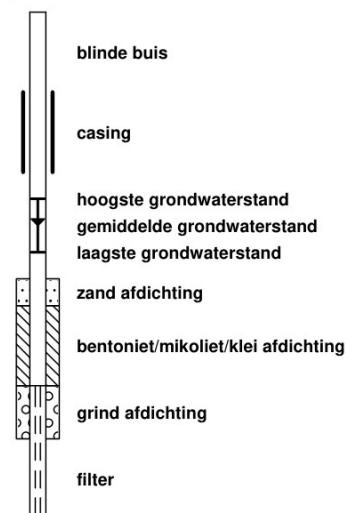 blinde buis
casing
hoogste grondwaterstand
gemiddelde grondwaterstand
laagste grondwaterstand
zand afdichting
bentoniet/mikoliet/klei afdichting
grind afdichting
filter